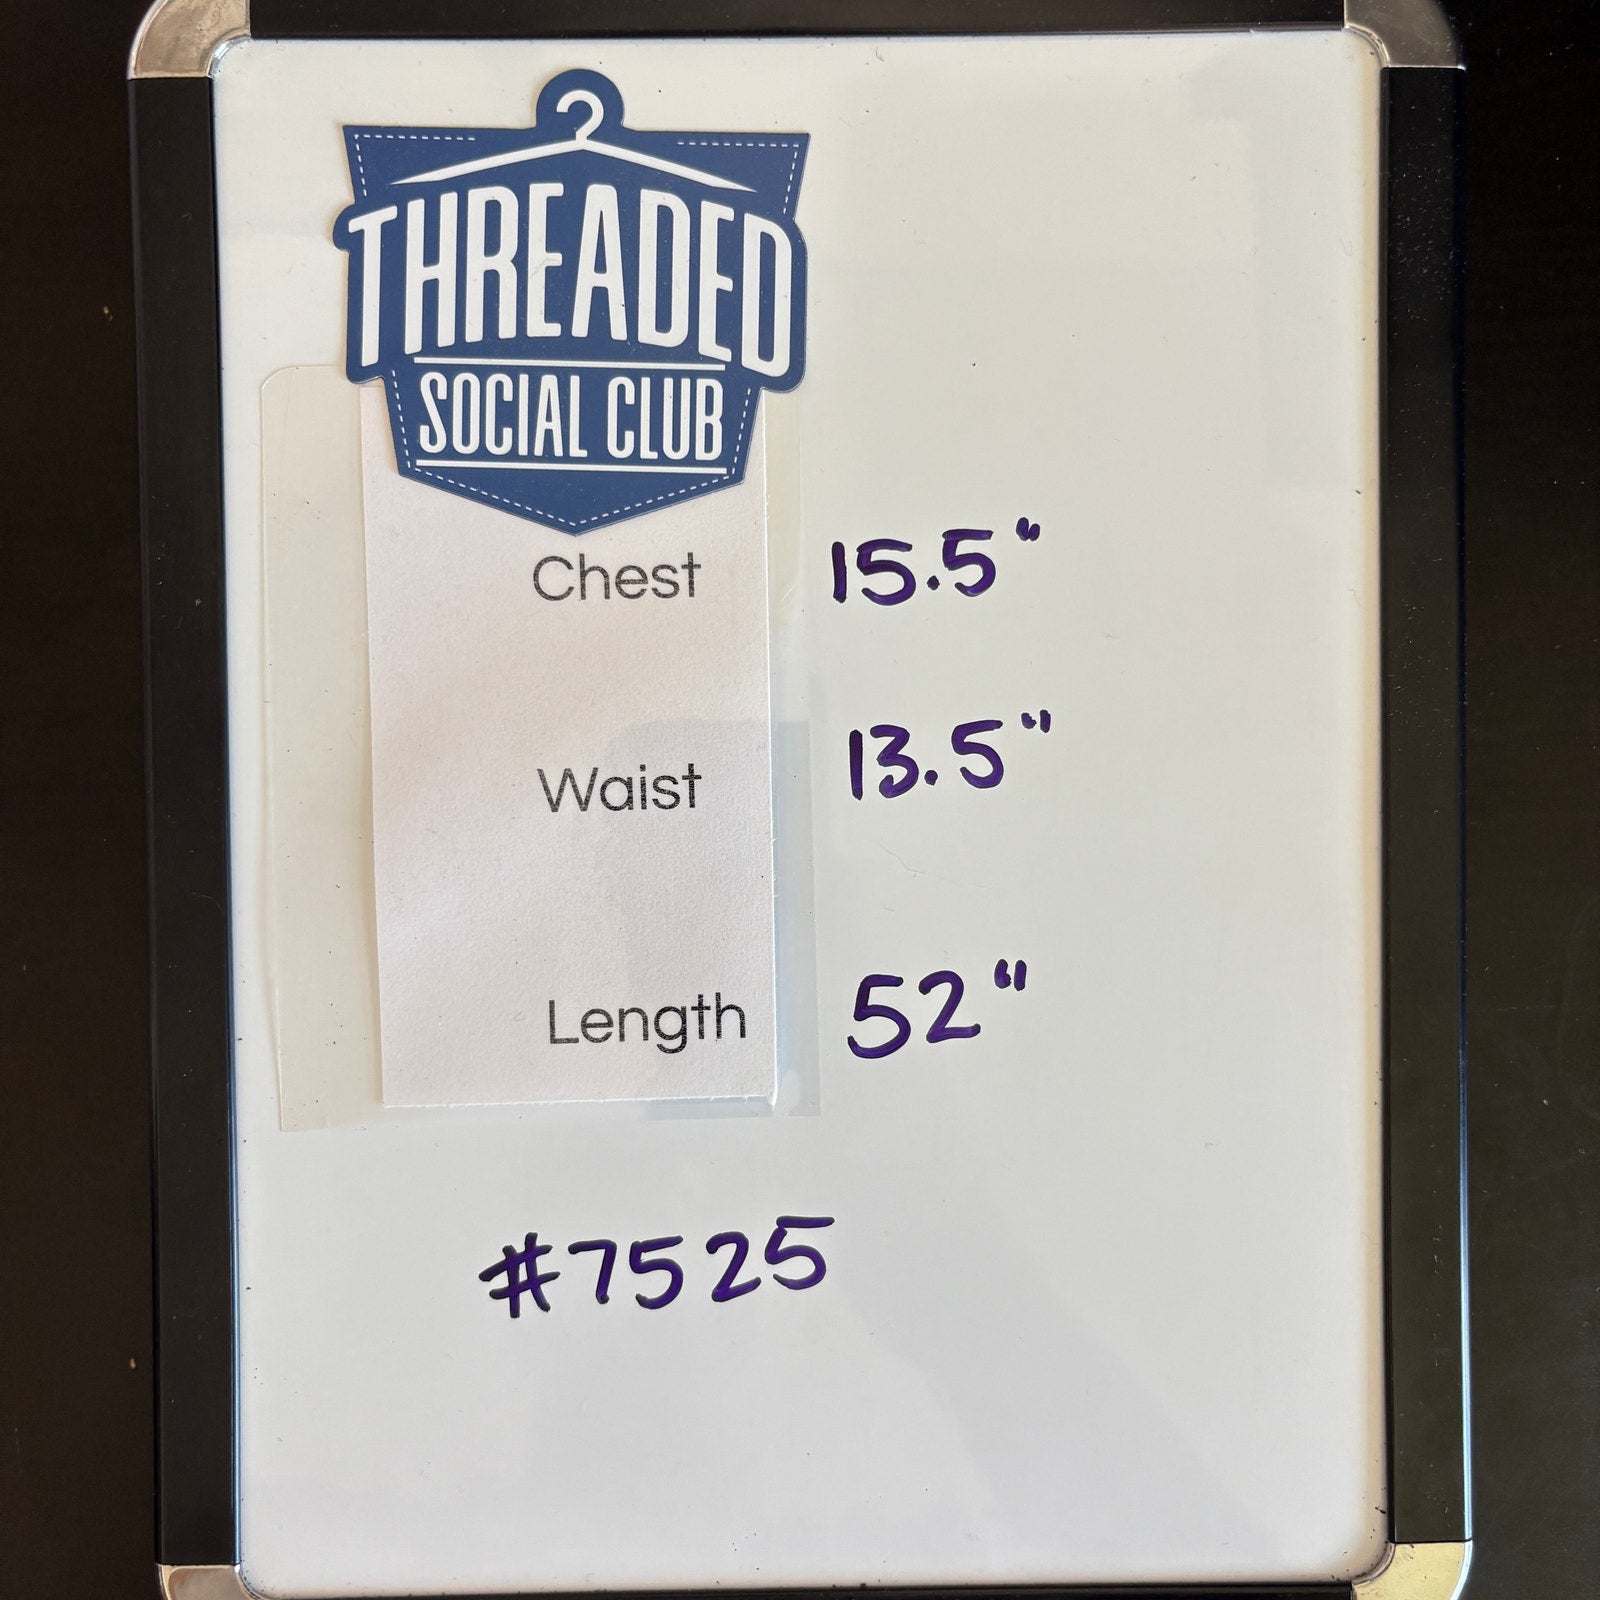 THREADED
SOCIAL CLUB
Chest 15.5"
Waist 13.5"
Length 52"
#7525